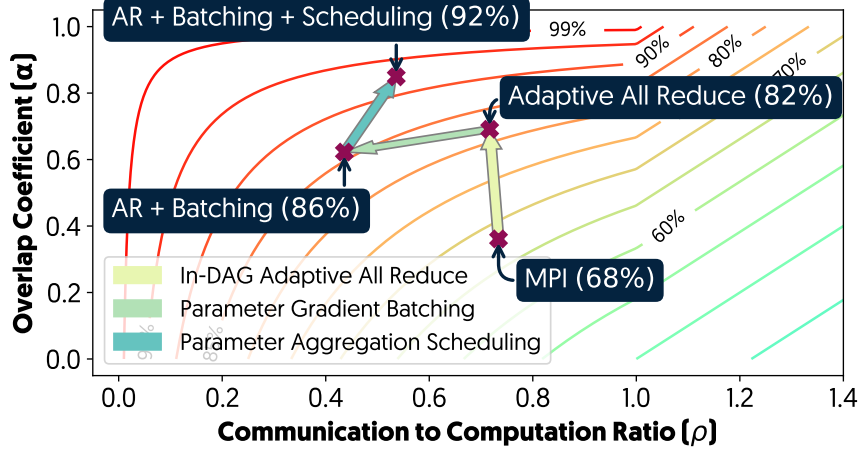 AR + Batching + Scheduling (92%)
99%
90%
80%
70%
Adaptive All Reduce (82%)
AR + Batching (86%)
60%
MPI (68%)
In-DAG Adaptive All Reduce
Parameter Gradient Batching
Parameter Aggregation Scheduling
Overlap Coefficient (α)
1.0
0.8
0.6
0.4
0.2
0.0
0.0 0.2 0.4 0.6 0.8 1.0 1.2 1.4
Communication to Computation Ratio (ρ)